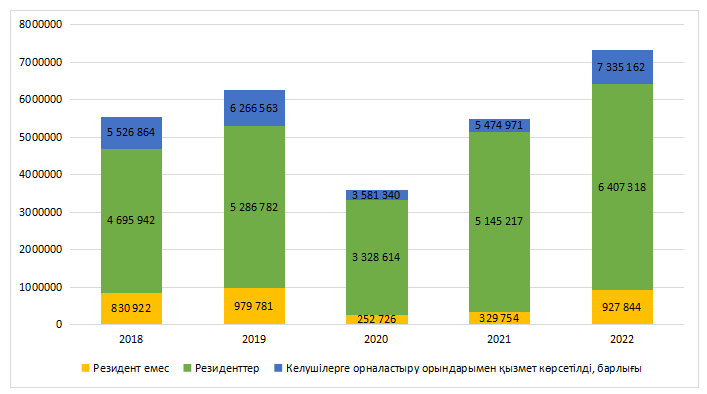 8000000
7000000
6000000
5000000
4000000
3000000
2000000
1000000
0
5 526 864
4 695 942
830 922
6 266 563
5 286 782
979 781
3 581 340
3 328 614
252 726
5 474 971
5 145 217
329 754
7 335 162
6 407 318
927 844
2018 2019 2020 2021 2022
Резидент емес Резиденттер Келушілерге орналастыру орындарымен қызмет көрсетілді, барлығы